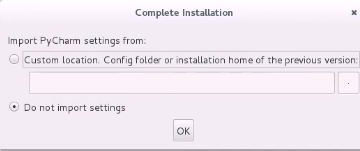 Complete Installation
Import PyCharm settings from:
Custom location. Config folder or installation home of the previous version:
.
Do not import settings
OK